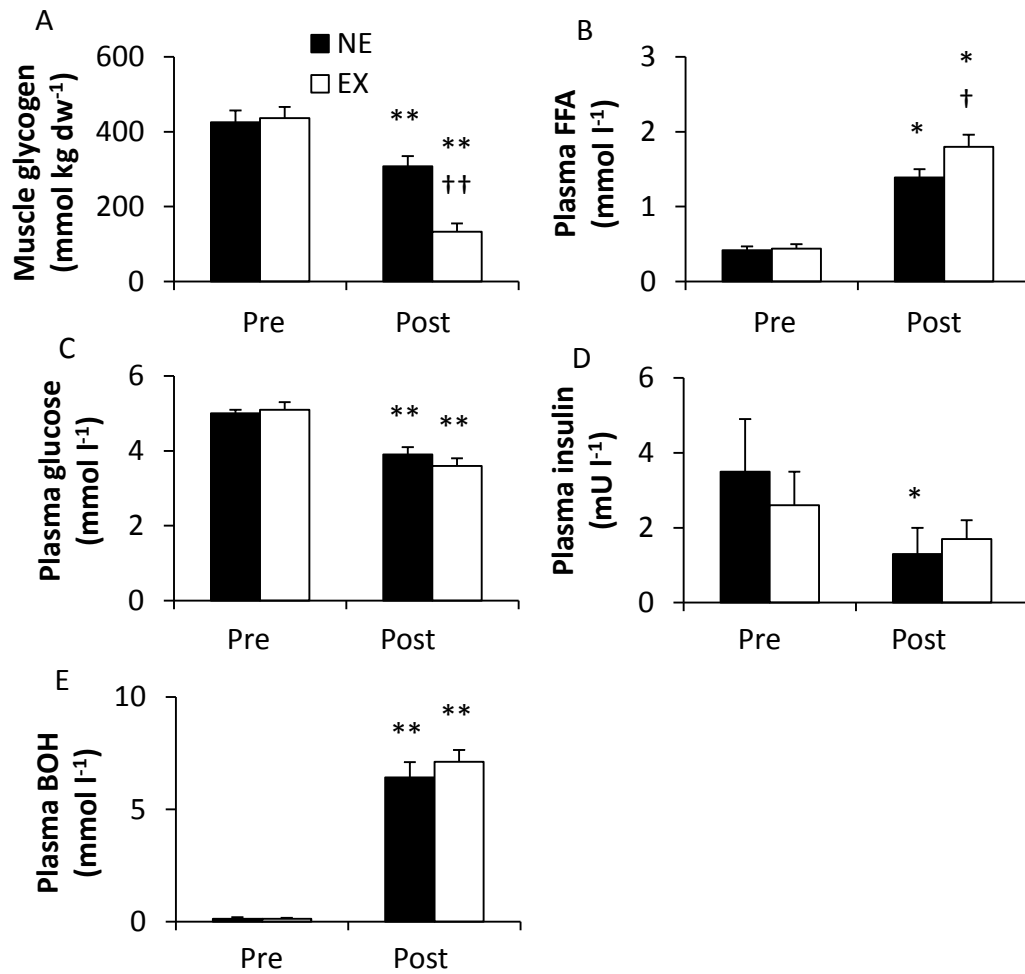 A
NE
EX
Muscle glycogen
(mmol kg dw-1)
600
400
200
0
**
**
††
Pre Post
B
Plasma FFA
(mmol l-1)
3
2
1
0
*
*
†
Pre Post
C
Plasma glucose
(mmol l-1)
6
4
2
0
**
**
Pre Post
D
Plasma insulin
(mU l-1)
6
4
2
0
*
Pre Post
E
Plasma BOH
(mmol l-1)
10
5
0
**
**
Pre Post